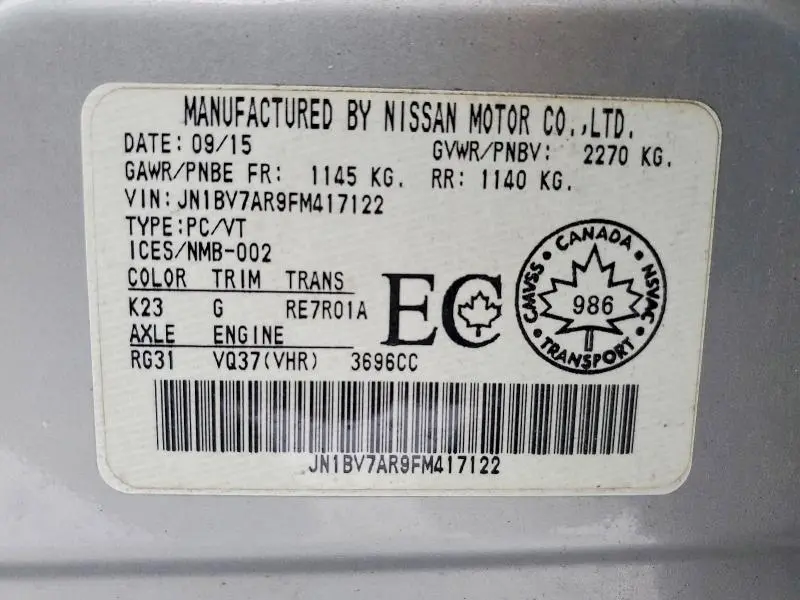 MANUFACTURED BY NISSAN MOTOR CO.,LTD.
DATE: 09/15 GVWR/PNBV: 2270 KG.
GAWR/PNBE FR: 1145 KG. RR: 1140 KG.
VIN: JN1BV7AR9FM417122
TYPE:PC/VT
ICES/NMB-002
COLOR TRIM TRANS
K23 G RE7R01A
AXLE ENGINE
RG31 VQ37(VHR) 3696CC
EC
CANADA
CMVSS NSVAC
986
TRANSPORT
JN1BV7AR9FM417122